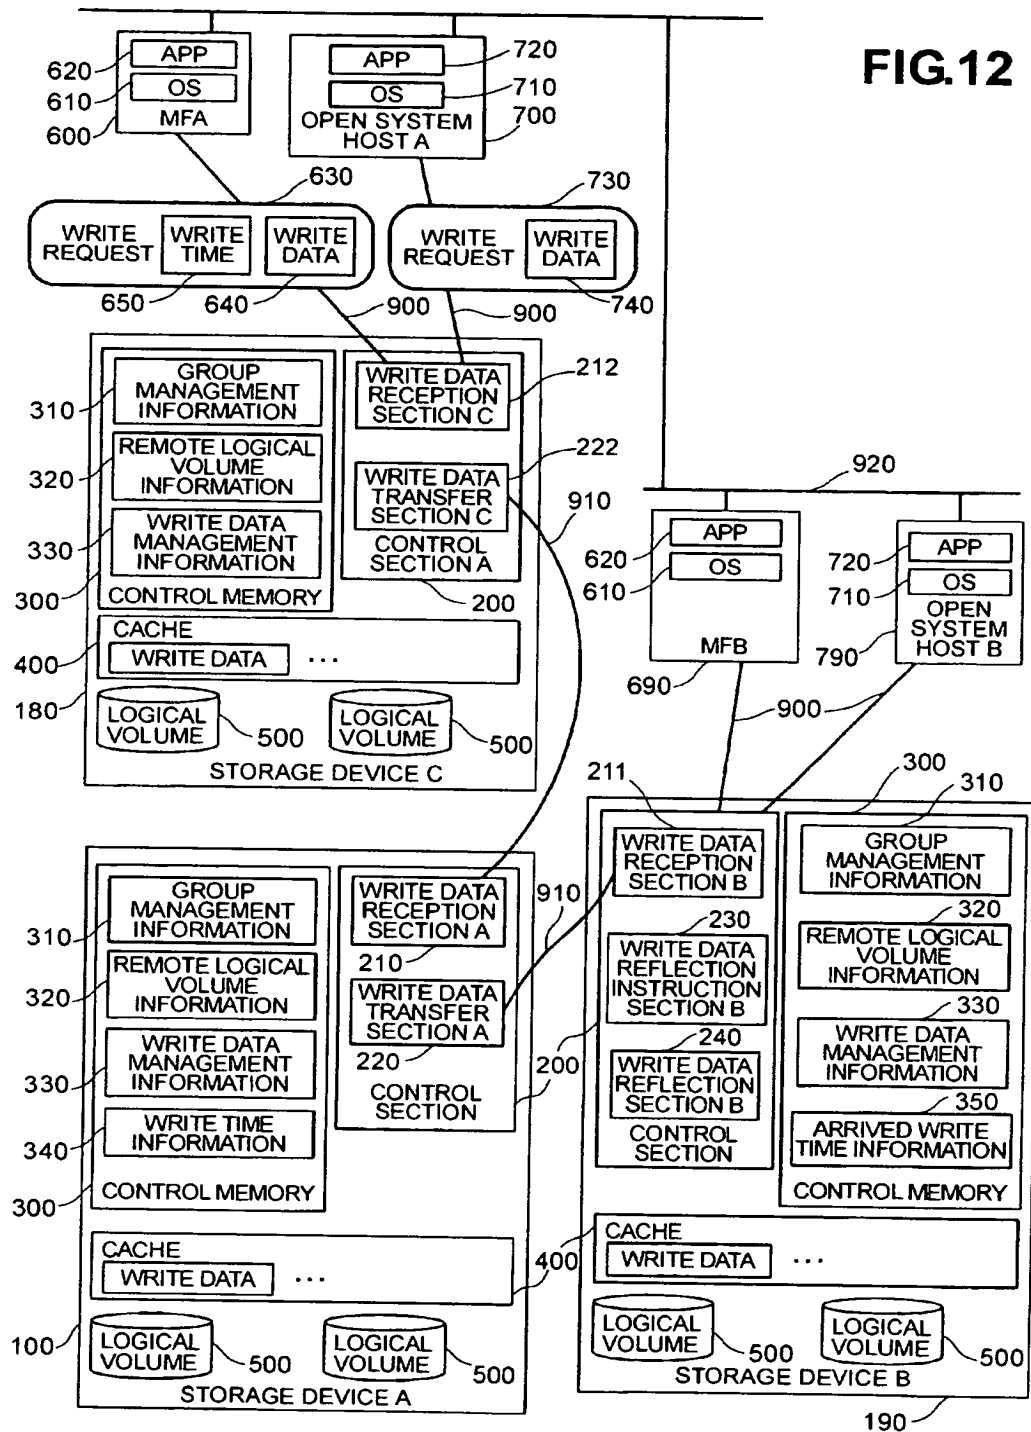 FIG.12
620
APP
610
OS
600
MFA
APP
720
OS
710
OPEN SYSTEM
HOST A
700
630
WRITE
REQUEST
WRITE
TIME
WRITE
DATA
650
640
900
730
WRITE
REQUEST
WRITE
DATA
740
900
310
GROUP
MANAGEMENT
INFORMATION
320
REMOTE LOGICAL
VOLUME
INFORMATION
330
WRITE DATA
MANAGEMENT
INFORMATION
300
CONTROL MEMORY
WRITE DATA
RECEPTION
SECTION C
212
WRITE DATA
TRANSFER
SECTION C
222
CONTROL
SECTION A
200
910
CACHE
400
WRITE DATA
...
180
LOGICAL
VOLUME
500
LOGICAL
VOLUME
500
STORAGE DEVICE C
920
620
APP
610
OS
MFB
690
720
APP
710
OS
OPEN
SYSTEM
HOST B
790
900
310
GROUP
MANAGEMENT
INFORMATION
320
REMOTE LOGICAL
VOLUME
INFORMATION
330
WRITE DATA
MANAGEMENT
INFORMATION
340
WRITE TIME
INFORMATION
300
CONTROL MEMORY
WRITE DATA
RECEPTION
SECTION A
210
WRITE DATA
TRANSFER
SECTION A
220
CONTROL
SECTION
200
910
CACHE
WRITE DATA
...
400
100
LOGICAL
VOLUME
500
LOGICAL
VOLUME
500
STORAGE DEVICE A
211
WRITE DATA
RECEPTION
SECTION B
230
WRITE DATA
REFLECTION
INSTRUCTION
SECTION B
240
WRITE DATA
REFLECTION
SECTION B
CONTROL
SECTION
300
310
GROUP
MANAGEMENT
INFORMATION
320
REMOTE LOGICAL
VOLUME
INFORMATION
330
WRITE DATA
MANAGEMENT
INFORMATION
350
ARRIVED WRITE
TIME INFORMATION
CONTROL MEMORY
CACHE
WRITE DATA
...
LOGICAL
VOLUME
500
LOGICAL
VOLUME
500
STORAGE DEVICE B
190